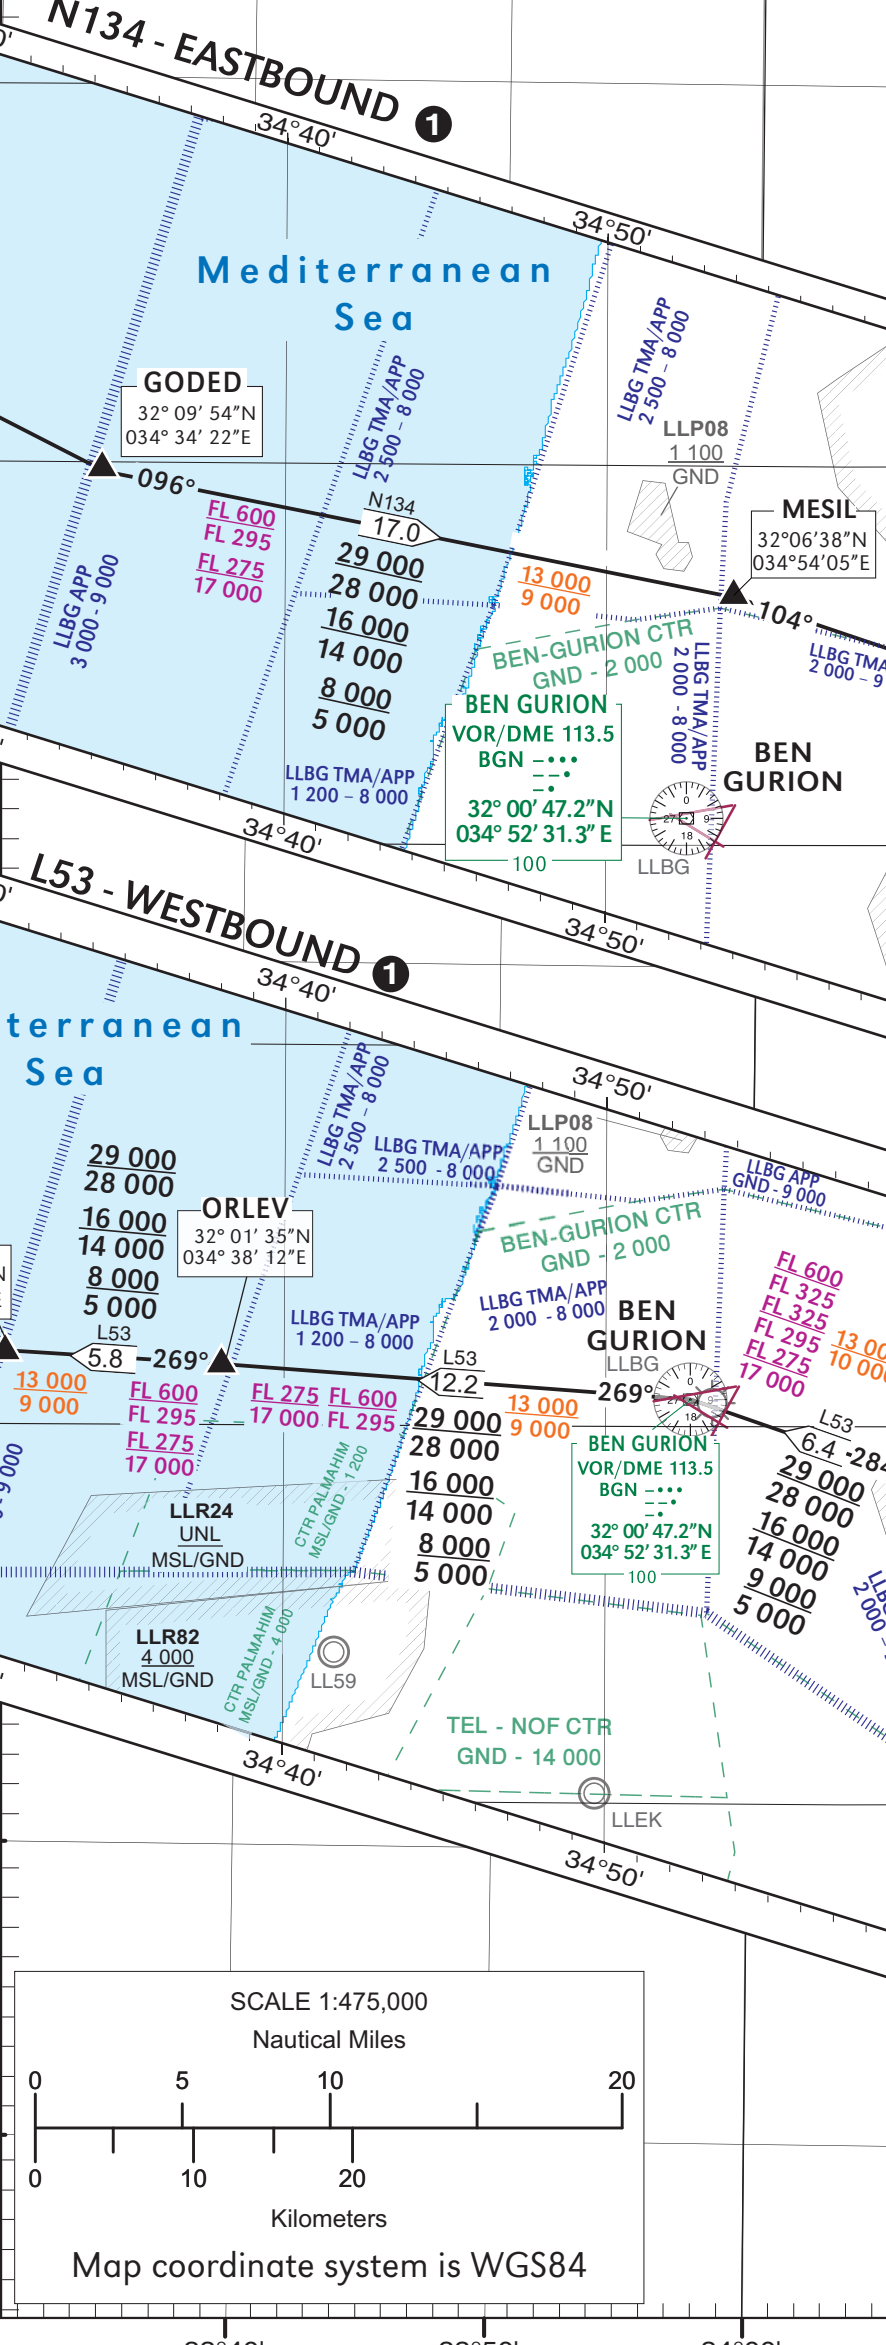 N134 - EASTBOUND 1
34°40'
34°50'
Mediterranean
Sea
GODED
32° 09' 54"N
034° 34' 22"E
096°
LLBG APP
3 000 - 9 000
FL 600
FL 295
FL 275
17 000
LLBG TMA/APP
2 500 - 8 000
N134
17.0
29 000
28 000
16 000
14 000
8 000
5 000
LLBG TMA/APP
1 200 - 8 000
LLBG TMA/APP
2 500 - 8 000
LLP08
1 100
GND
MESIL
32°06'38"N
034°54'05"E
104°
13 000
9 000
LLBG TMA
2 000 - 9
BEN-GURION CTR
GND - 2 000
LLBG TMA/APP
2 000 - 8 000
BEN GURION
VOR/DME 113.5
BGN –•••
– –•
–•
32° 00' 47.2"N
034° 52' 31.3" E
100
BEN
GURION
0
27
9
18
LLBG
34°40'
34°50'
L53 - WESTBOUND 1
34°40'
34°50'
terranean
Sea
LLBG TMA/APP
2 500 - 8 000
LLBG TMA/APP
2 500 - 8 000
LLP08
1 100
GND
LLBG APP
GND - 9 000
29 000
28 000
16 000
14 000
8 000
5 000
ORLEV
32° 01' 35"N
034° 38' 12"E
BEN-GURION CTR
GND - 2 000
LLBG TMA/APP
1 200 - 8 000
LLBG TMA/APP
2 000 - 8 000
BEN
GURION
LLBG
0
9
18
FL 600
FL 325
FL 325
FL 295
FL 275
17 000
L53
5.8
269°
L53
12.2
269°
13 000
9 000
FL 600
FL 295
FL 275
17 000
FL 275
17 000
FL 600
FL 295
13 000
9 000
L53
6.4
29 000
28 000
16 000
14 000
8 000
5 000
BEN GURION
VOR/DME 113.5
BGN –•••
– –•
–•
32° 00' 47.2"N
034° 52' 31.3" E
100
29 000
28 000
16 000
14 000
9 000
5 000
CTR PALMAHIM
MSL/GND - 1 200
LLR24
UNL
MSL/GND
LLR82
4 000
MSL/GND
CTR PALMAHIM
MSL/GND - 4 000
LL59
TEL - NOF CTR
GND - 14 000
LLEK
34°40'
34°50'
SCALE 1:475,000
Nautical Miles
0 5 10 20
0 10 20
Kilometers
Map coordinate system is WGS84